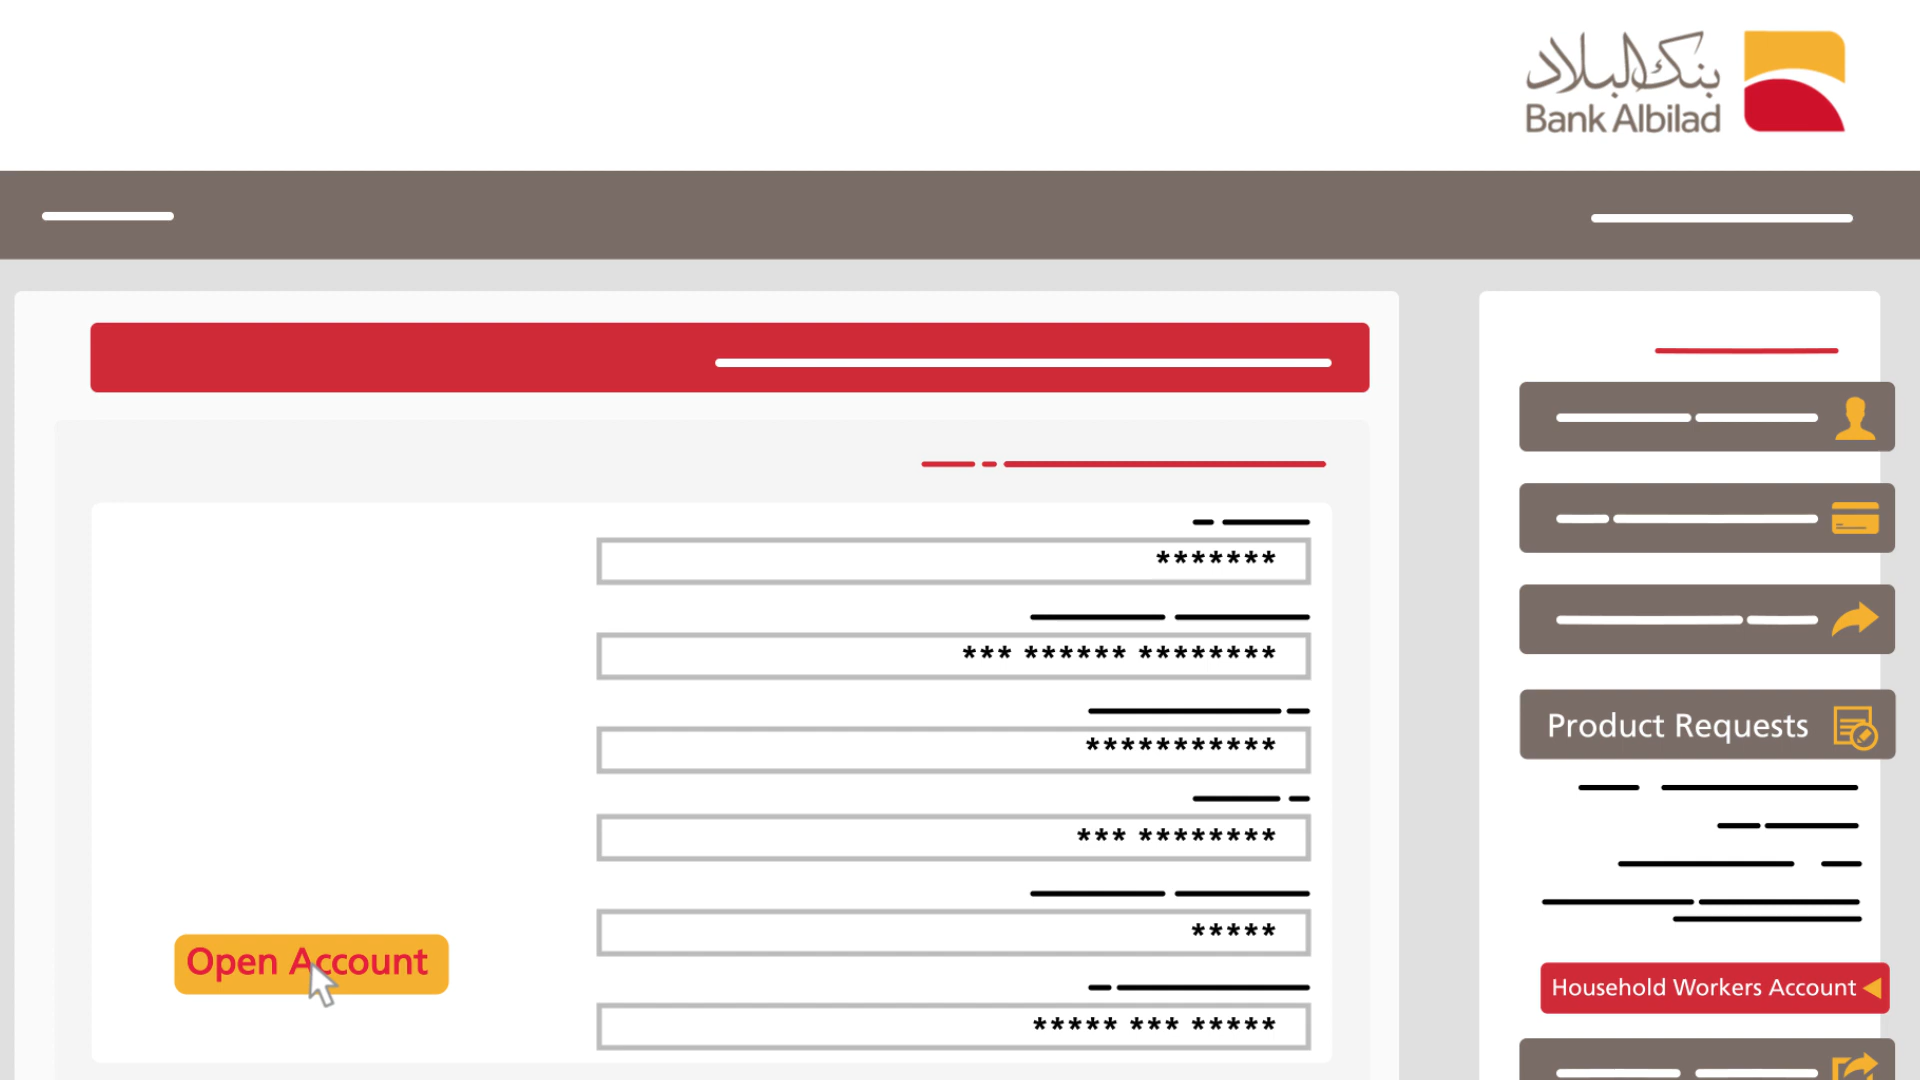 بنك البلاد
Bank Albilad
*******
*** ****** ********
***********
*** ********
*****
***** *** *****
Open Account
Product Requests
Household Workers Account